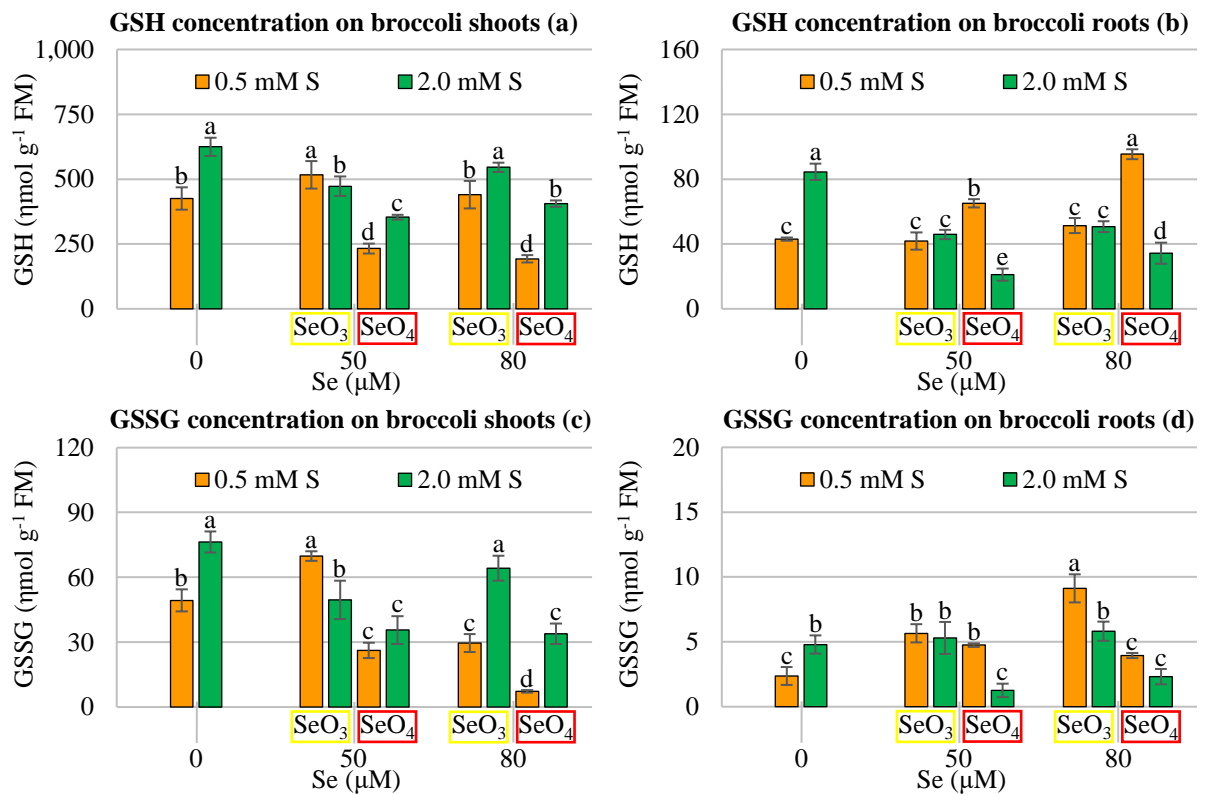 GSH concentration on broccoli shoots (a)
1,000
750
500
250
0
GSH (ηmol g⁻¹ FM)
0.5 mM S
2.0 mM S
b a a b d c b a d b
SeO₃ SeO₄ SeO₃ SeO₄
0 50 80
Se (μM)
GSH concentration on broccoli roots (b)
160
120
80
40
0
GSH (ηmol g⁻¹ FM)
0.5 mM S
2.0 mM S
c a c c b e c c a d
SeO₃ SeO₄ SeO₃ SeO₄
0 50 80
Se (μM)
GSSG concentration on broccoli shoots (c)
120
90
60
30
0
GSSG (ηmol g⁻¹ FM)
0.5 mM S
2.0 mM S
b a a b c c c a d c
SeO₃ SeO₄ SeO₃ SeO₄
0 50 80
Se (μM)
GSSG concentration on broccoli roots (d)
20
15
10
5
0
GSSG (ηmol g⁻¹ FM)
0.5 mM S
2.0 mM S
c b b b b c a b c c
SeO₃ SeO₄ SeO₃ SeO₄
0 50 80
Se (μM)